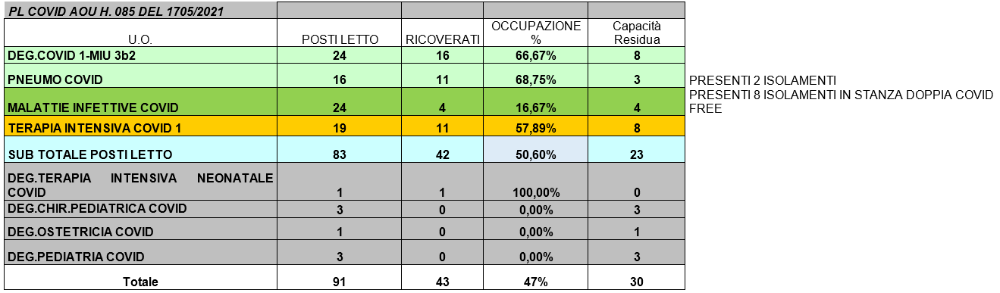 PL COVID AOU H. 085 DEL 1705/2021
U.O. POSTI LETTO RICOVERATI OCCUPAZIONE % Capacità Residua
DEG.COVID 1-MIU 3b2 24 16 66,67% 8
PNEUMO COVID 16 11 68,75% 3 PRESENTI 2 ISOLAMENTI
MALATTIE INFETTIVE COVID 24 4 16,67% 4 PRESENTI 8 ISOLAMENTI IN STANZA DOPPIA COVID FREE
TERAPIA INTENSIVA COVID 1 19 11 57,89% 8
SUB TOTALE POSTI LETTO 83 42 50,60% 23
DEG.TERAPIA INTENSIVA NEONATALE COVID 1 1 100,00% 0
DEG.CHIR.PEDIATRICA COVID 3 0 0,00% 3
DEG.OSTETRICIA COVID 1 0 0,00% 1
DEG.PEDIATRIA COVID 3 0 0,00% 3
Totale 91 43 47% 30